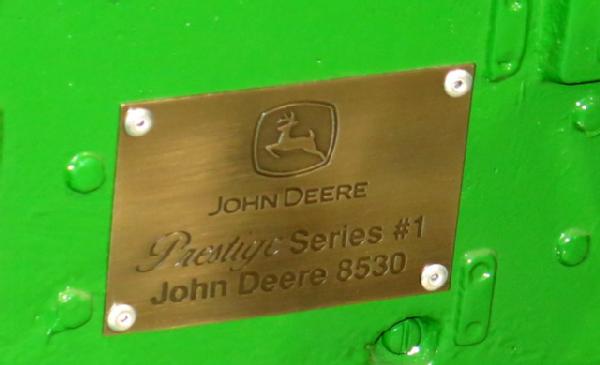 JOHN DEERE
Prestige Series #1
John Deere 8530